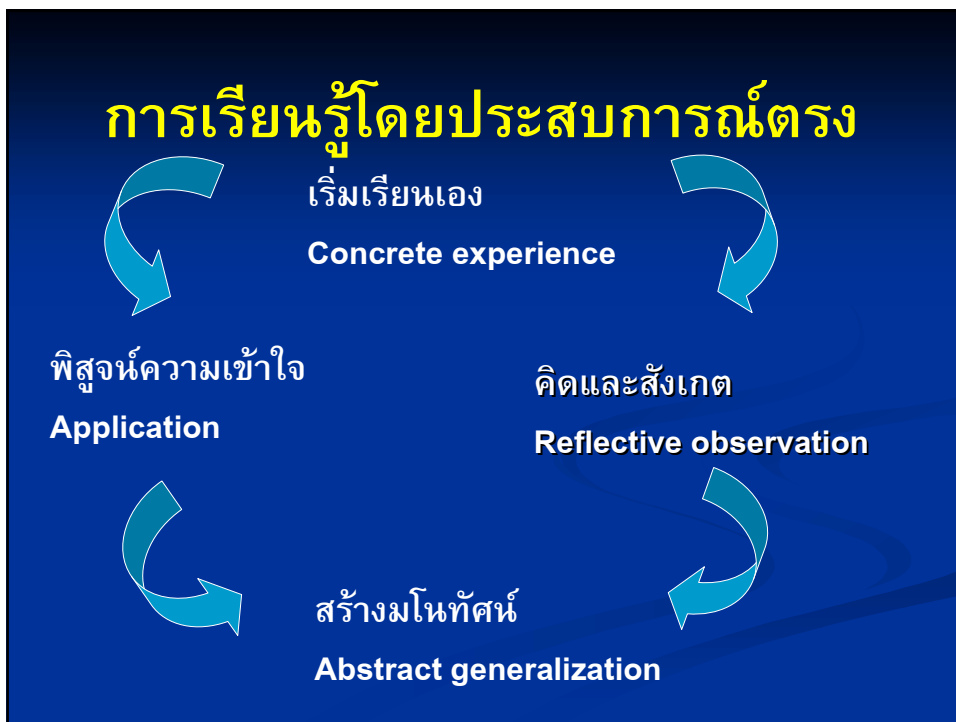 การเรียนรู้โดยประสบการณ์ตรง
เริ่มเรียนเอง
Concrete experience
พิสูจน์ความเข้าใจ
Application
คิดและสังเกต
Reflective observation
สร้างมโนทัศน์
Abstract generalization